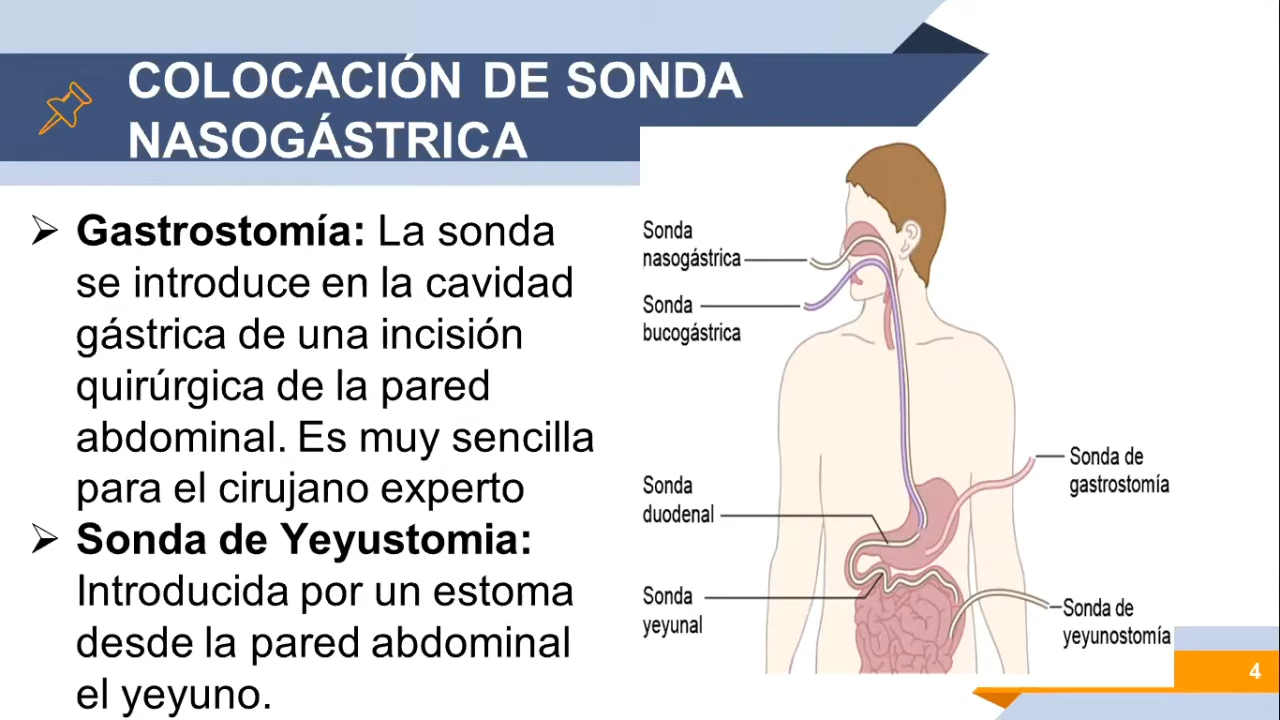 COLOCACIÓN DE SONDA
NASOGÁSTRICA
➢ Gastrostomía: La sonda
se introduce en la cavidad
gástrica de una incisión
quirúrgica de la pared
abdominal. Es muy sencilla
para el cirujano experto
➢ Sonda de Yeyustomia:
Introducida por un estoma
desde la pared abdominal
el yeyuno.
Sonda
nasogástrica
Sonda
bucogástrica
Sonda
duodenal
Sonda
yeyunal
Sonda de
gastrostomía
Sonda de
yeyunostomía
4